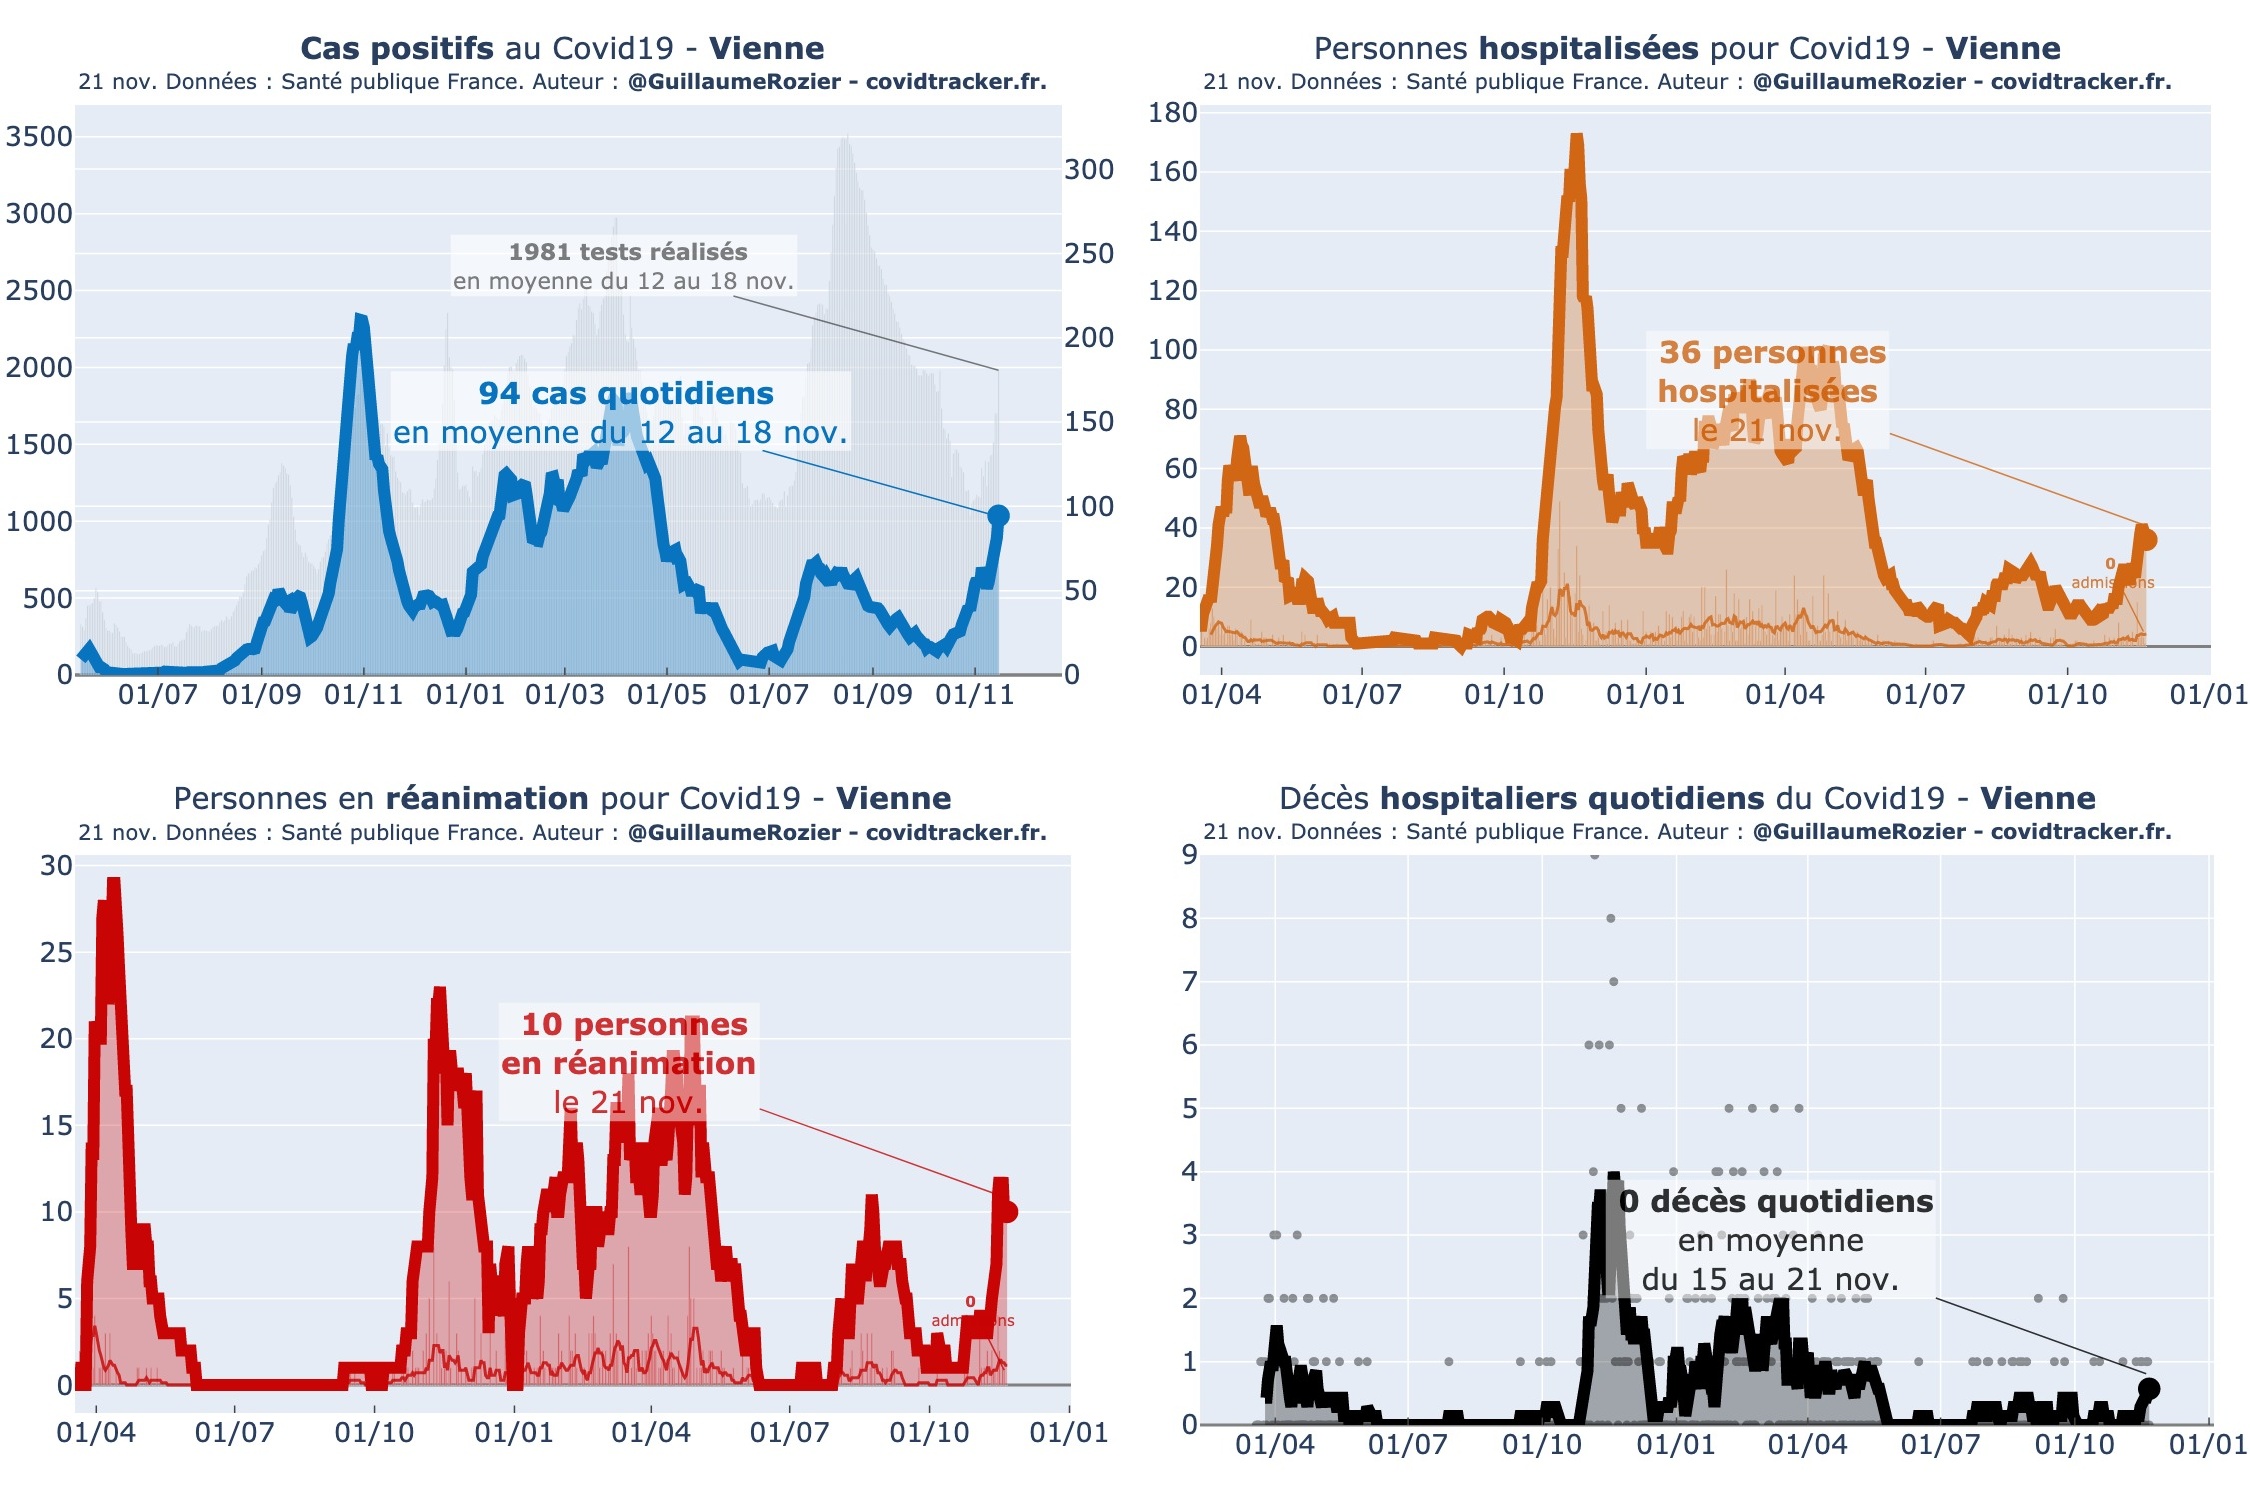 Cas positifs au Covid19 - Vienne
21 nov. Données : Santé publique France. Auteur : @GuillaumeRozier - covidtracker.fr.
3500
3000
2500
2000
1500
1000
500
0
300
250
200
150
100
50
0
1981 tests réalisés
en moyenne du 12 au 18 nov.
94 cas quotidiens
en moyenne du 12 au 18 nov.
01/07 01/09 01/11 01/01 01/03 01/05 01/07 01/09 01/11
Personnes hospitalisées pour Covid19 - Vienne
21 nov. Données : Santé publique France. Auteur : @GuillaumeRozier - covidtracker.fr.
180
160
140
120
100
80
60
40
20
0
36 personnes
hospitalisées
le 21 nov.
0
admissions
01/04 01/07 01/10 01/01 01/04 01/07 01/10 01/01
Personnes en réanimation pour Covid19 - Vienne
21 nov. Données : Santé publique France. Auteur : @GuillaumeRozier - covidtracker.fr.
30
25
20
15
10
5
0
10 personnes
en réanimation
le 21 nov.
0
admissions
01/04 01/07 01/10 01/01 01/04 01/07 01/10 01/01
Décès hospitaliers quotidiens du Covid19 - Vienne
21 nov. Données : Santé publique France. Auteur : @GuillaumeRozier - covidtracker.fr.
9
8
7
6
5
4
3
2
1
0
0 décès quotidiens
en moyenne
du 15 au 21 nov.
01/04 01/07 01/10 01/01 01/04 01/07 01/10 01/01